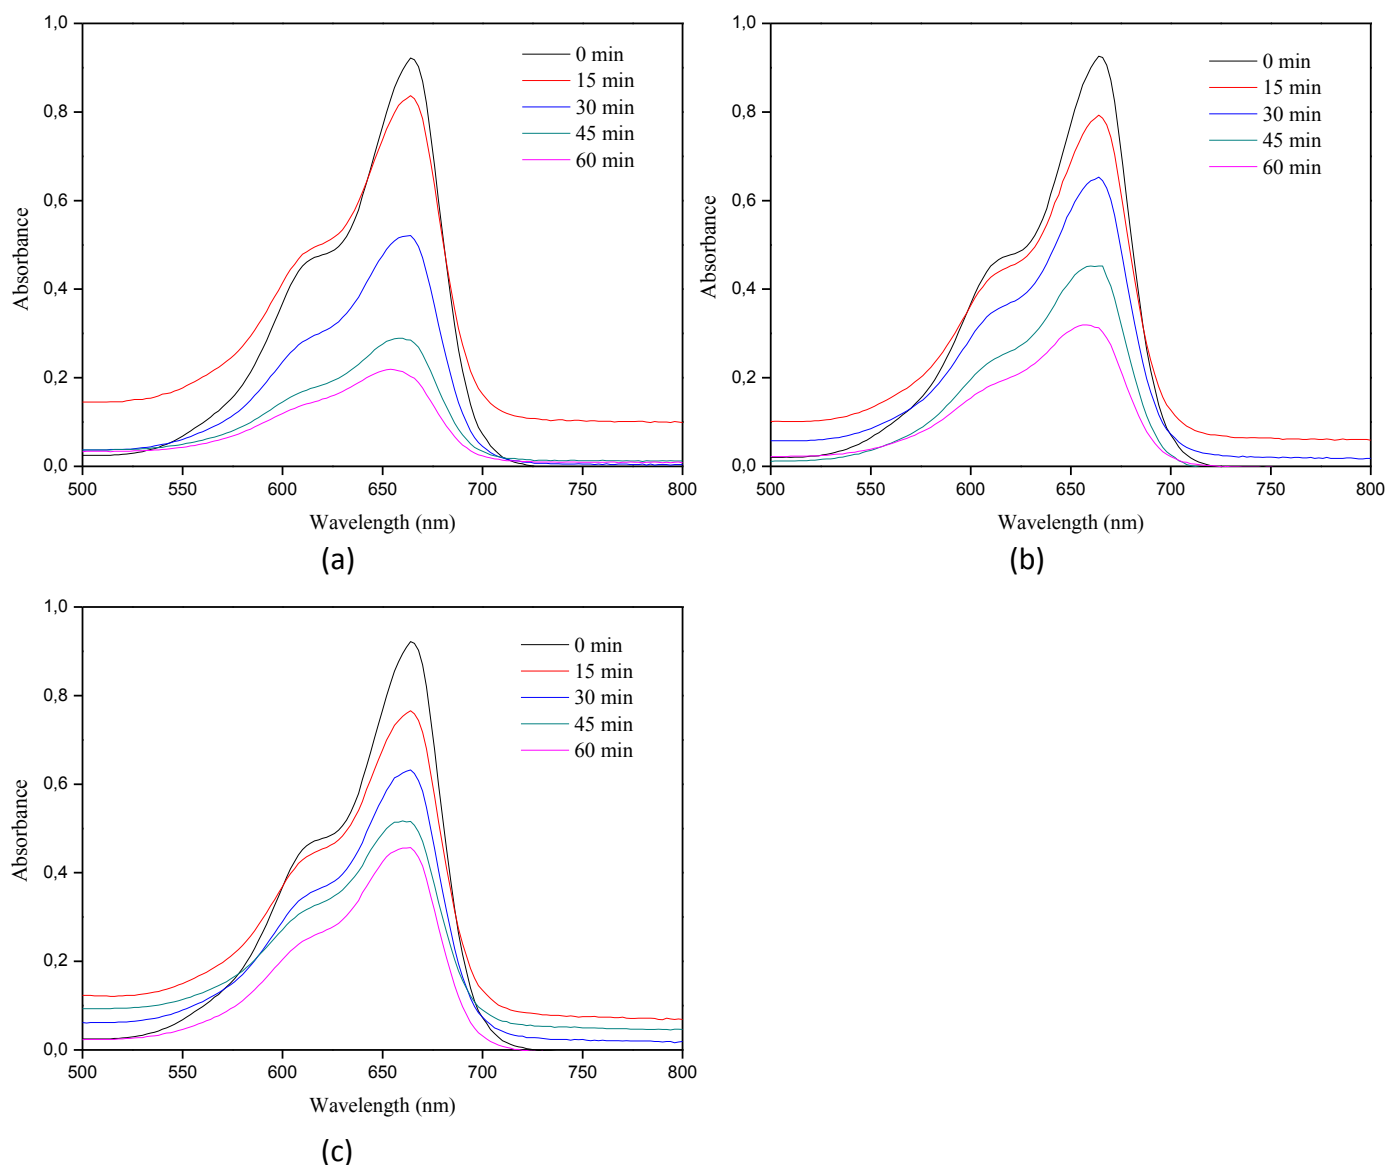 1,0
0,8
0,6
0,4
0,2
0,0
Absorbance
0 min
15 min
30 min
45 min
60 min
500 550 600 650 700 750 800
Wavelength (nm)
(a)
1,0
0,8
0,6
0,4
0,2
0,0
Absorbance
0 min
15 min
30 min
45 min
60 min
500 550 600 650 700 750 800
Wavelength (nm)
(b)
1,0
0,8
0,6
0,4
0,2
0,0
Absorbance
0 min
15 min
30 min
45 min
60 min
500 550 600 650 700 750 800
Wavelength (nm)
(c)